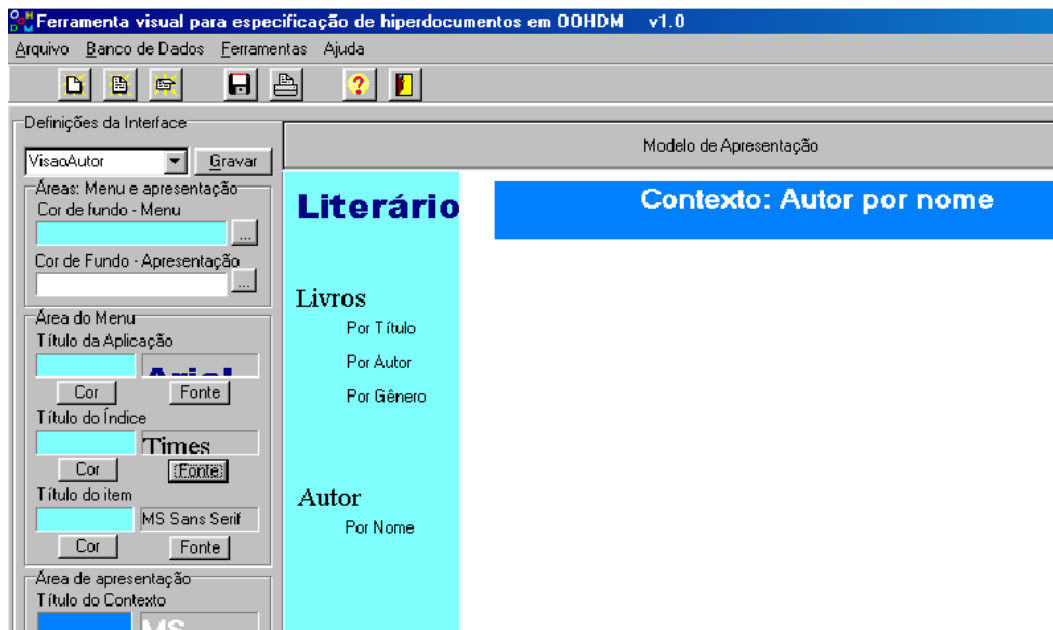 Ferramenta visual para especificação de hiperdocumentos em OOHDM v1.0
Arquivo Banco de Dados Ferramentas Ajuda
Definições da Interface
VisaoAutor
Gravar
Áreas: Menu e apresentação
Cor de fundo - Menu
...
Cor de Fundo - Apresentação
...
Área do Menu
Título da Aplicação
Arial
Cor
Fonte
Título do Índice
Times
Cor
Fonte
Título do item
MS Sans Serif
Cor
Fonte
Área de apresentação
Título do Contexto
MS
Modelo de Apresentação
Literário
Livros
Por Título
Por Autor
Por Gênero
Autor
Por Nome
Contexto: Autor por nome